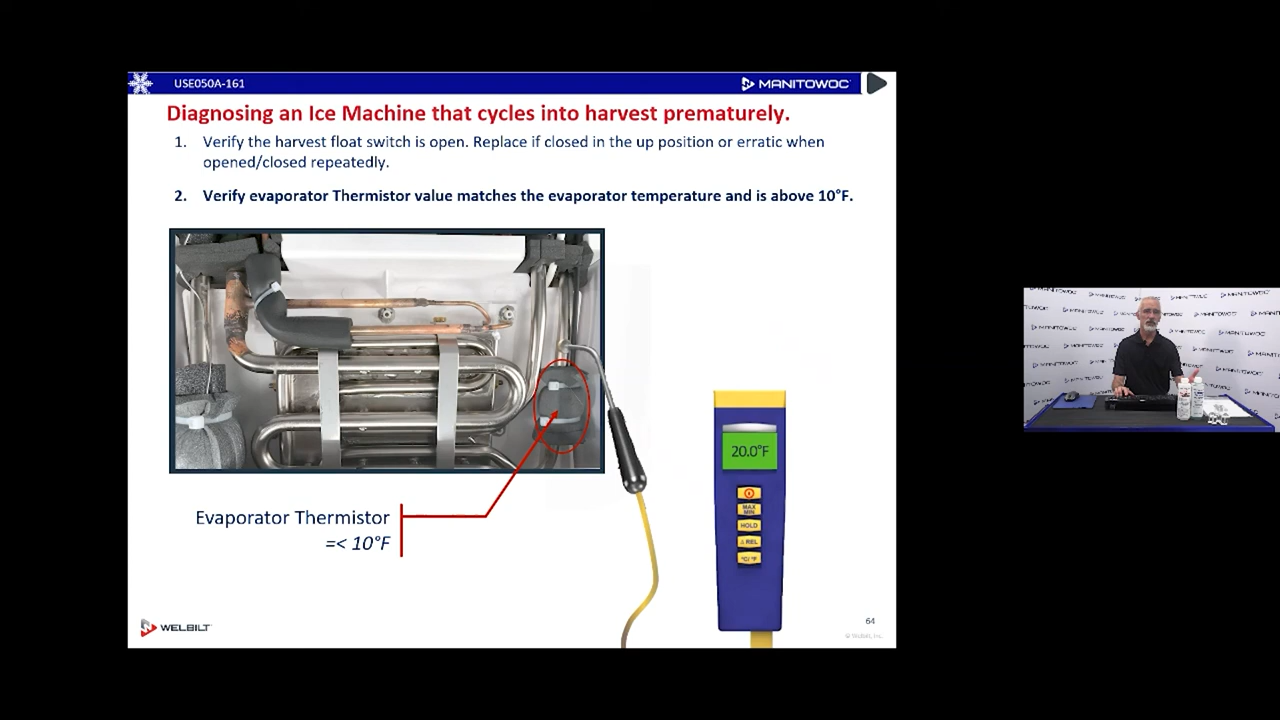 USE050A-161
MANITOWOC
Diagnosing an Ice Machine that cycles into harvest prematurely.
1. Verify the harvest float switch is open. Replace if closed in the up position or erratic when
opened/closed repeatedly.
2. Verify evaporator Thermistor value matches the evaporator temperature and is above 10°F.
20.0°F
MAX
MIN
HOLD
△ REL
°C/°F
Evaporator Thermistor
=< 10°F
WELBILT
64
© Welbilt, Inc.
MANITOWOC